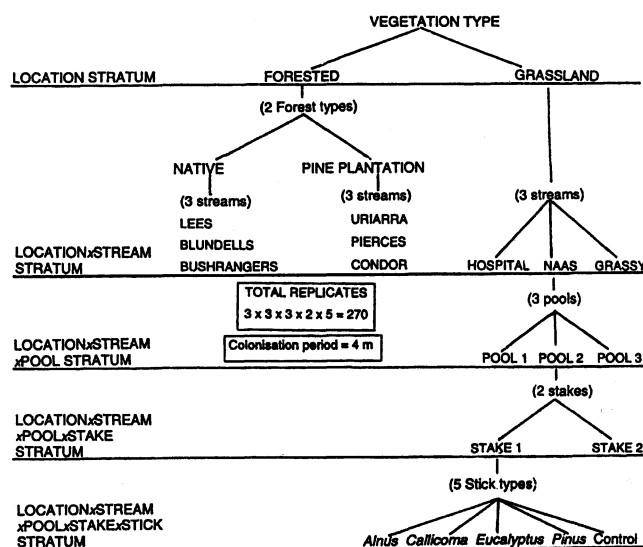 VEGETATION TYPE
LOCATION STRATUM FORESTED GRASSLAND
(2 Forest types)
NATIVE PINE PLANTATION
(3 streams) (3 streams) (3 streams)
LEES URIARRA
BLUNDELLS PIERCES
LOCATIONxSTREAM
STRATUM BUSHRANGERS CONDOR HOSPITAL NAAS GRASSY
TOTAL REPLICATES
3 x 3 x 3 x 2 x 5 = 270
(3 pools)
Colonisation period = 4 m
LOCATIONxSTREAM
xPOOL STRATUM POOL 1 POOL 2 POOL 3
(2 stakes)
LOCATIONxSTREAM
xPOOLxSTAKE
STRATUM STAKE 1 STAKE 2
(5 Stick types)
LOCATIONxSTREAM
xPOOLxSTAKExSTICK
STRATUM Alnus Callicoma Eucalyptus Pinus Control